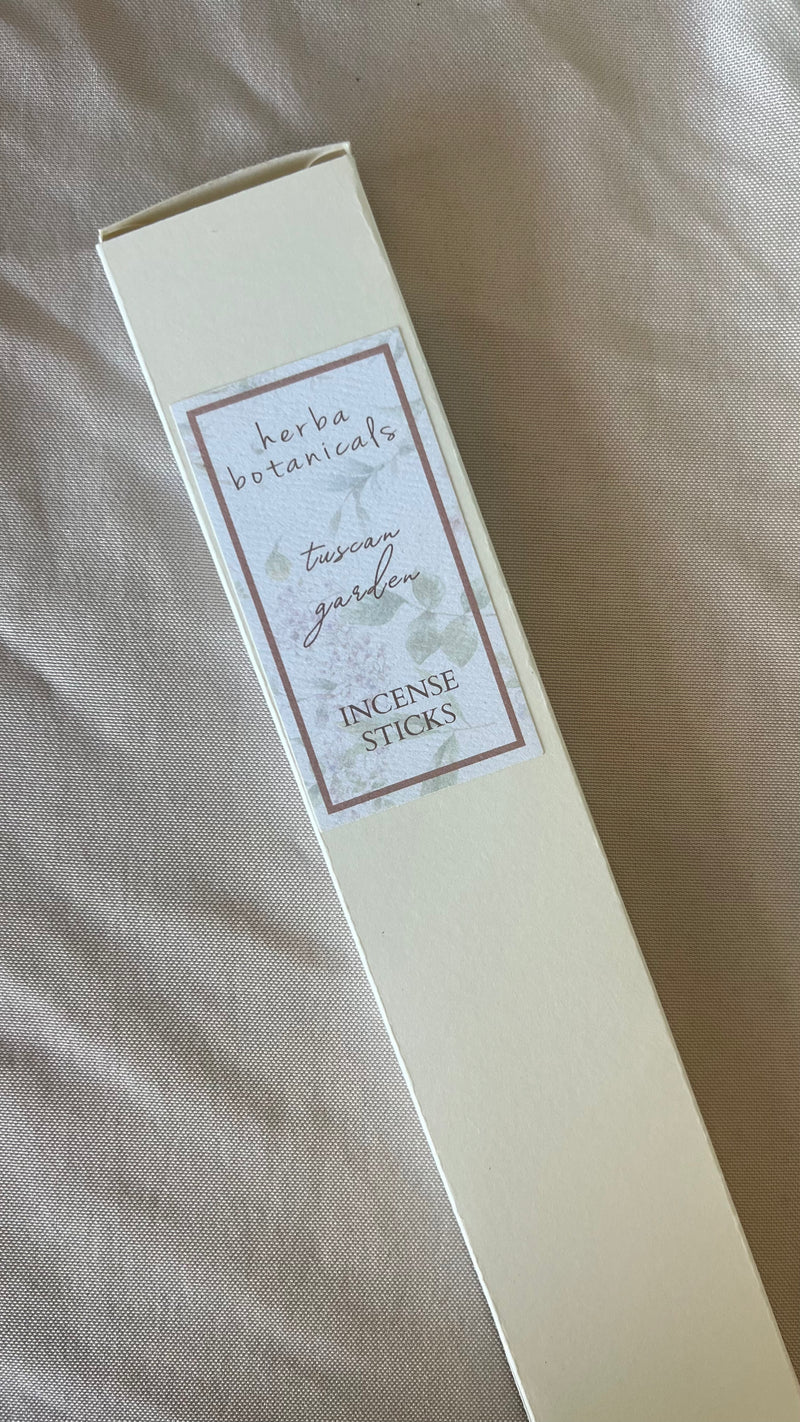 herba
botanicals
tuscan
garden
INCENSE
STICKS